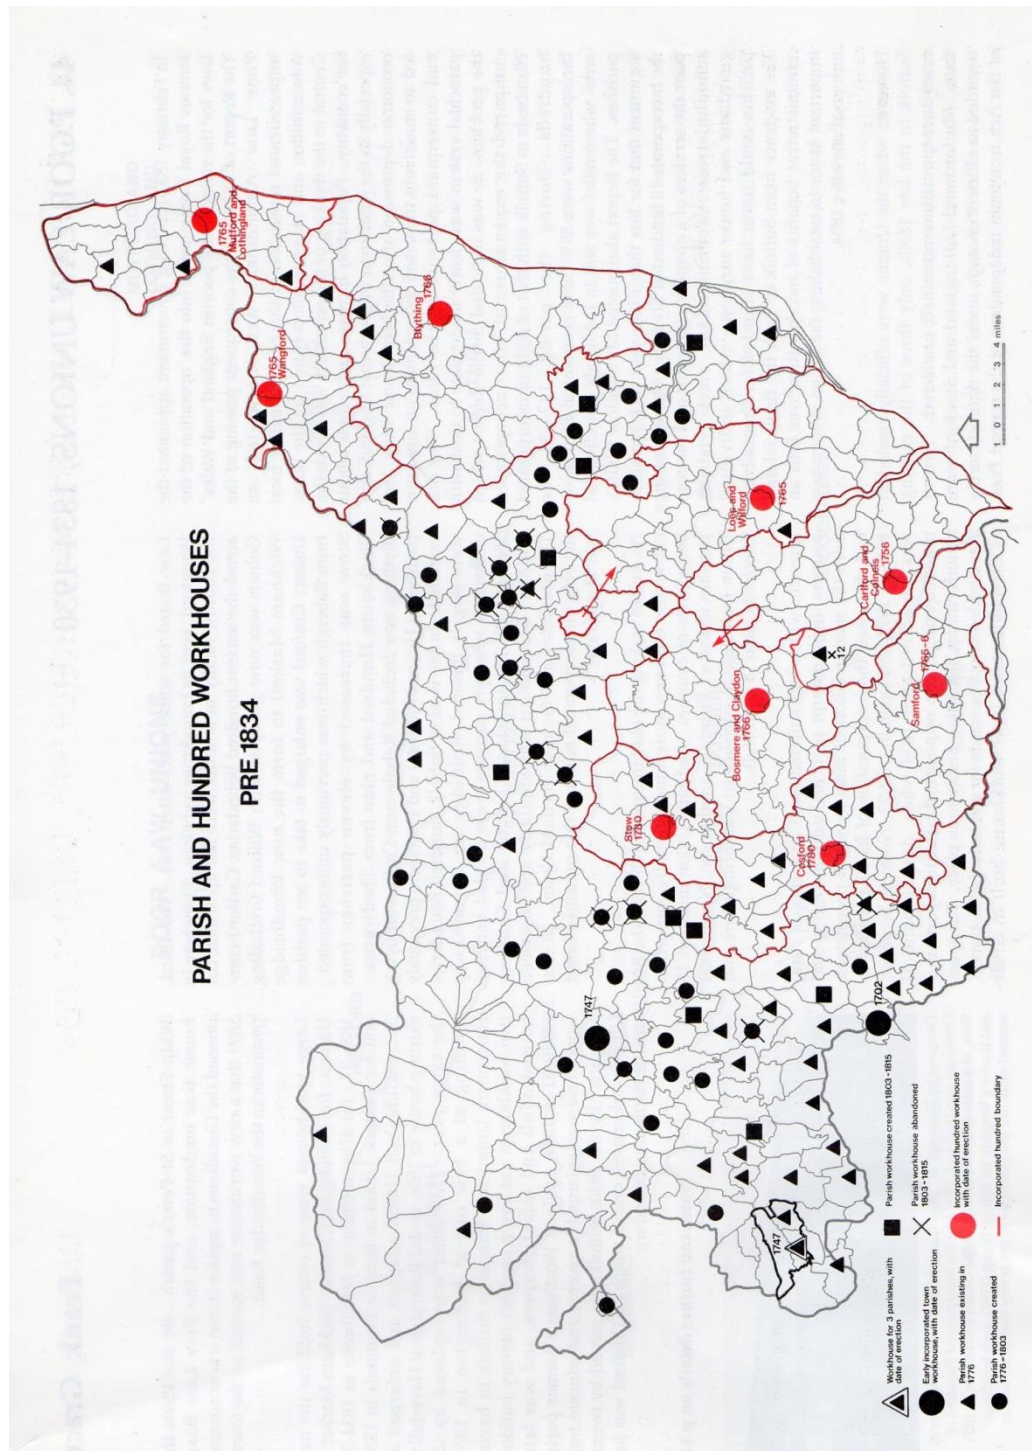 PARISH AND HUNDRED WORKHOUSES
PRE 1834
1765
Mutford and
Lothingland
1765
Wangford
Blything
1766
Loes and
Wilford
1765
Carlford and
Colneis
1756
Samford
1766
Bosmere and Claydon
1766
12
Stow
1780
Cosford
1780
1747
1702
1747
1 0 1 2 3 4 miles
Workhouse for 3 parishes, with
date of erection
Early incorporated town
workhouse, with date of erection
Parish workhouse existing in
1776
Parish workhouse created
1776-1803
Parish workhouse created 1803-1815
Parish workhouse abandoned
1803-1815
Incorporated hundred workhouse
with date of erection
Incorporated hundred boundary